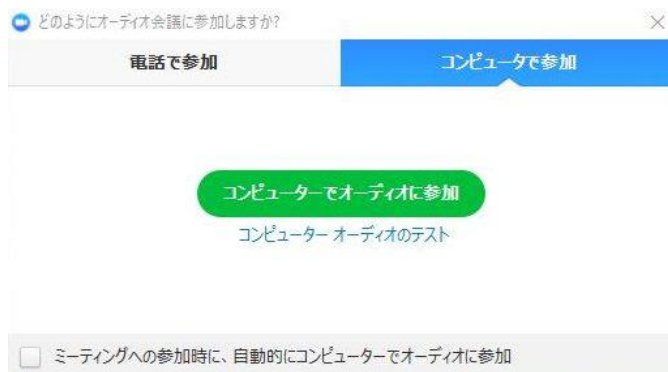 どのようにオーディオ会議に参加しますか?
電話で参加
コンピュータで参加
コンピューターでオーディオに参加
コンピューター オーディオのテスト
ミーティングへの参加時に、自動的にコンピューターでオーディオに参加